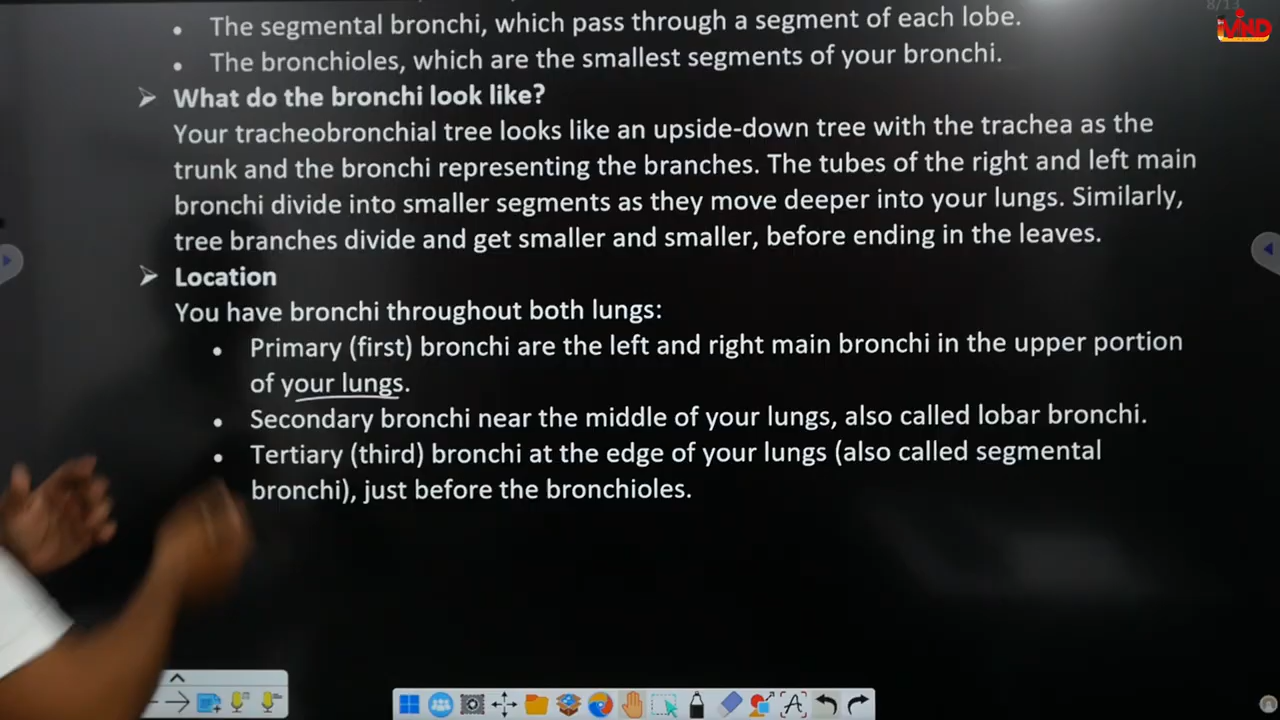 8/13
iVIND
• The segmental bronchi, which pass through a segment of each lobe.
• The bronchioles, which are the smallest segments of your bronchi.
➢ What do the bronchi look like?
Your tracheobronchial tree looks like an upside-down tree with the trachea as the
trunk and the bronchi representing the branches. The tubes of the right and left main
bronchi divide into smaller segments as they move deeper into your lungs. Similarly,
tree branches divide and get smaller and smaller, before ending in the leaves.
➢ Location
You have bronchi throughout both lungs:
• Primary (first) bronchi are the left and right main bronchi in the upper portion
of your lungs.
• Secondary bronchi near the middle of your lungs, also called lobar bronchi.
• Tertiary (third) bronchi at the edge of your lungs (also called segmental
bronchi), just before the bronchioles.